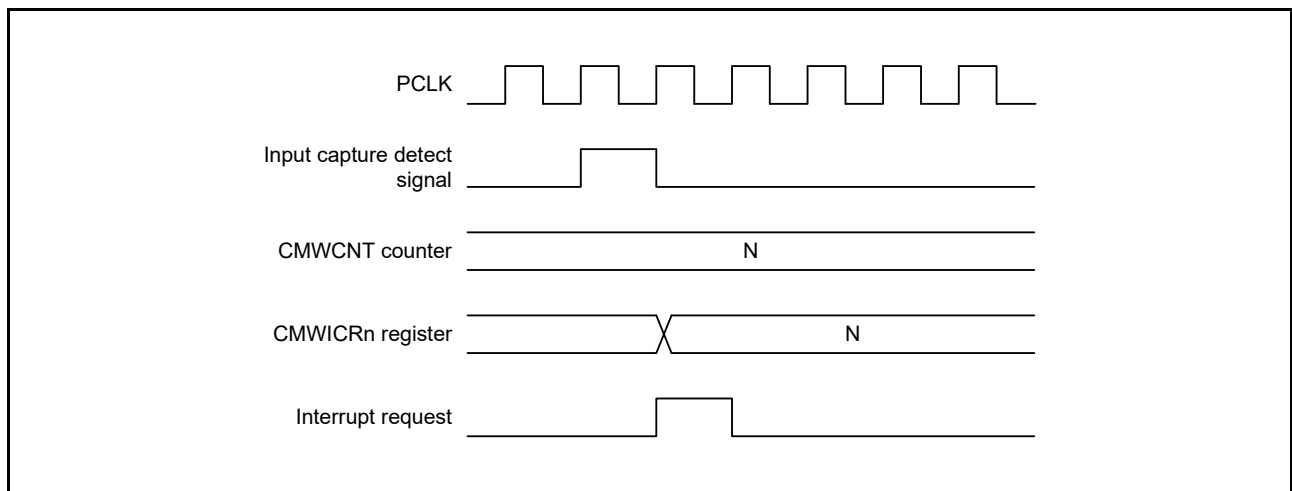 PCLK
Input capture detect
signal
CMWCNT counter
N
CMWICRn register
N
Interrupt request